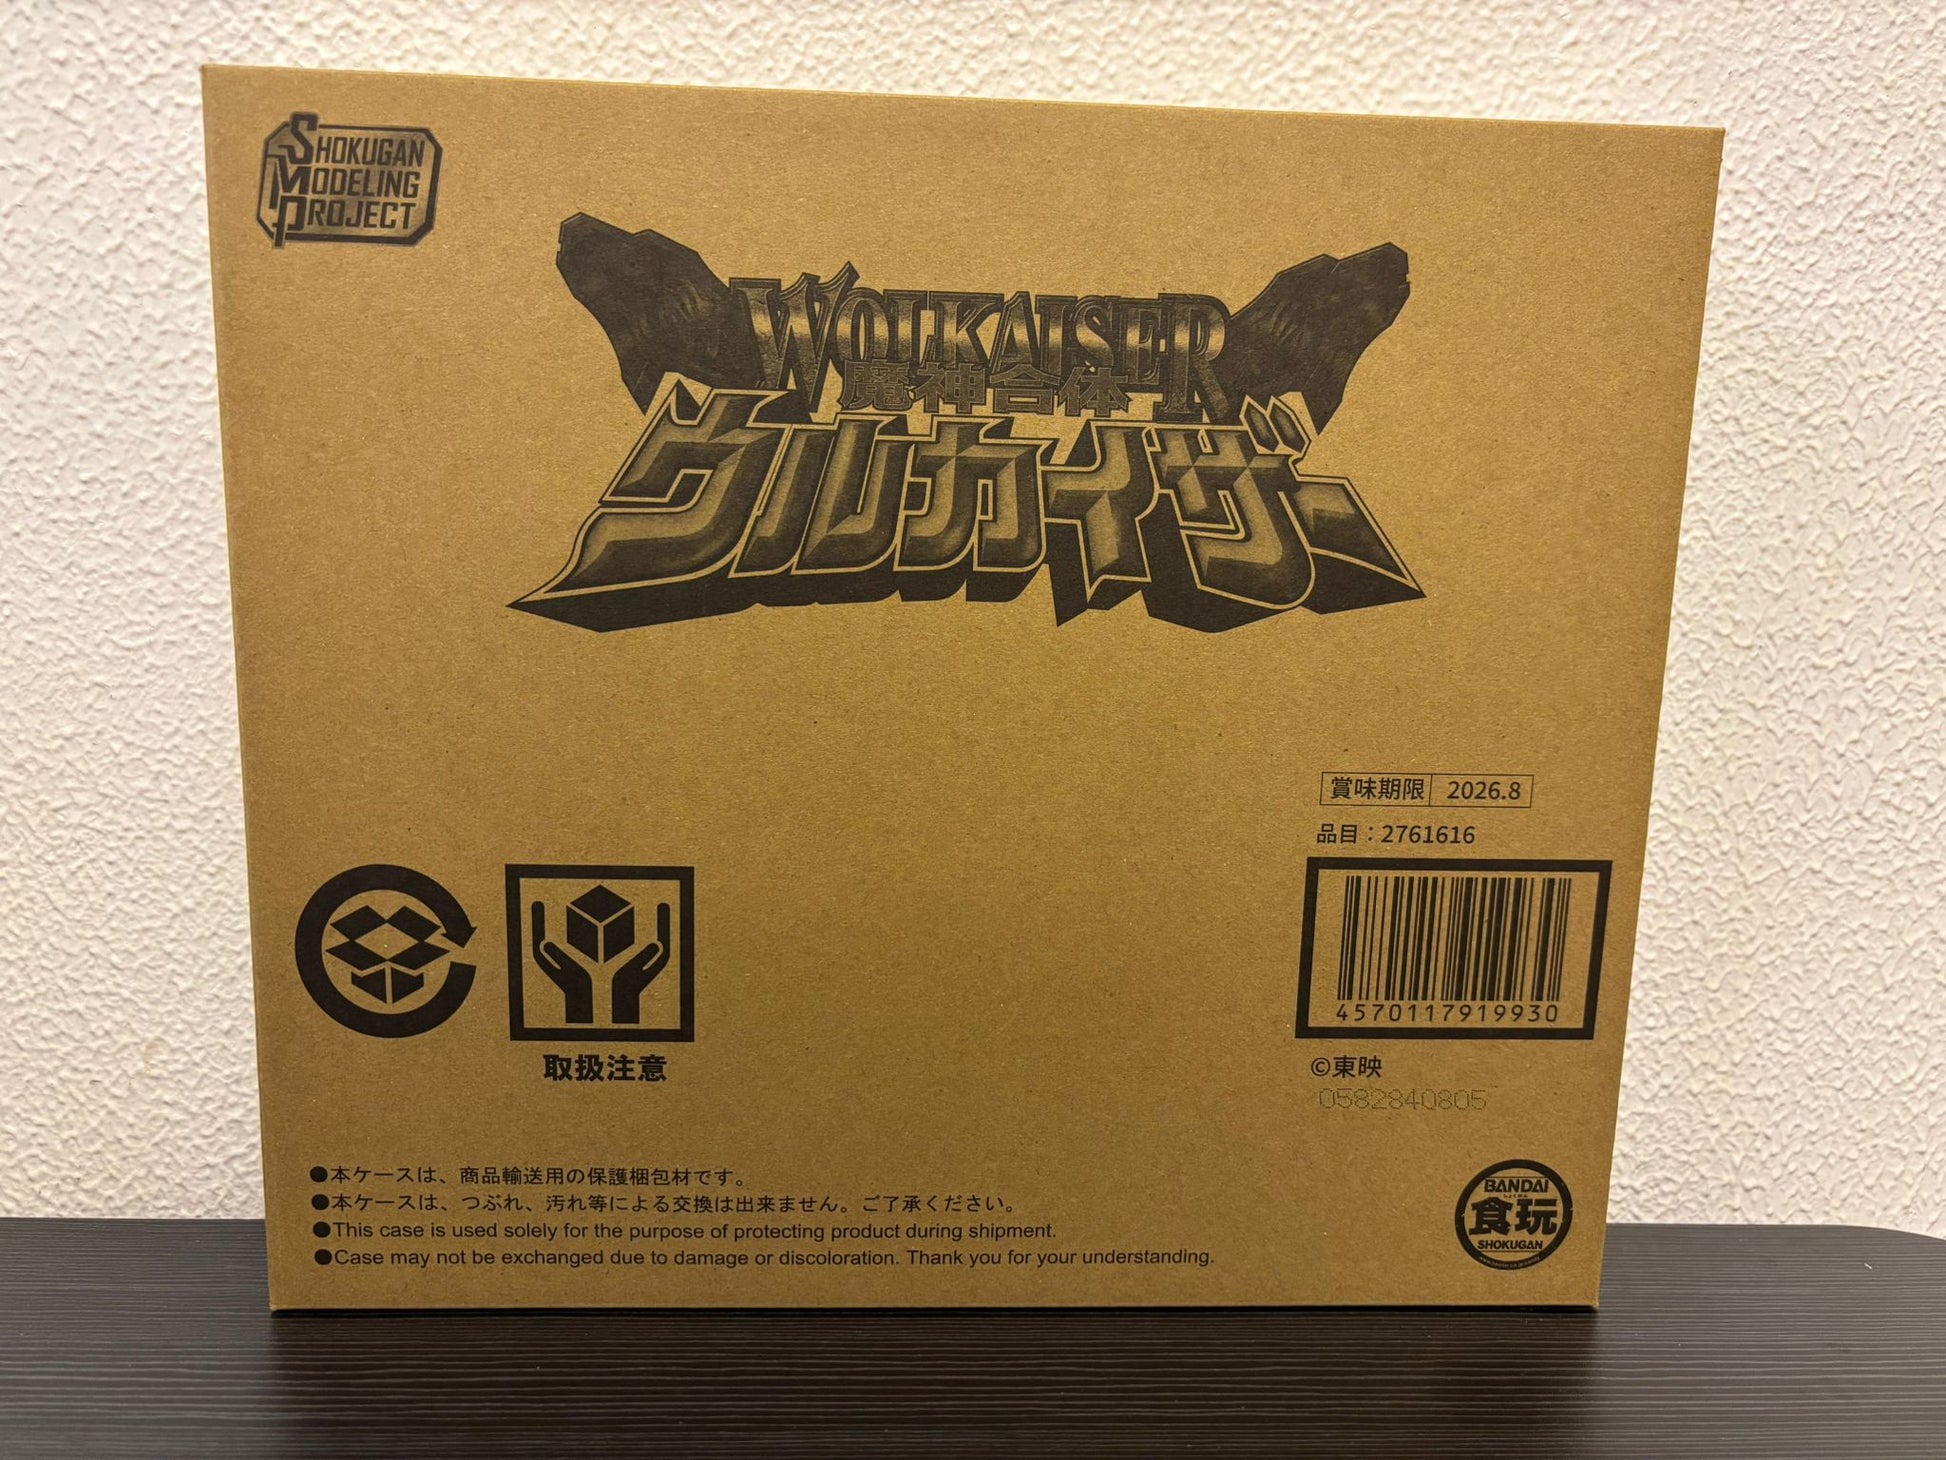 SHOKUGAN
MODELING
PROJECT
WOLKAISER
魔神合体
ウルカイザー
賞味期限 2026.8
品目:2761616
4570117919930
©東映
0582840805
取扱注意
●本ケースは、商品輸送用の保護梱包材です。
●本ケースは、つぶれ、汚れ等による交換は出来ません。ご了承ください。
●This case is used solely for the purpose of protecting product during shipment.
●Case may not be exchanged due to damage or discoloration. Thank you for your understanding.
BANDAI
しょくがん
食玩
SHOKUGAN